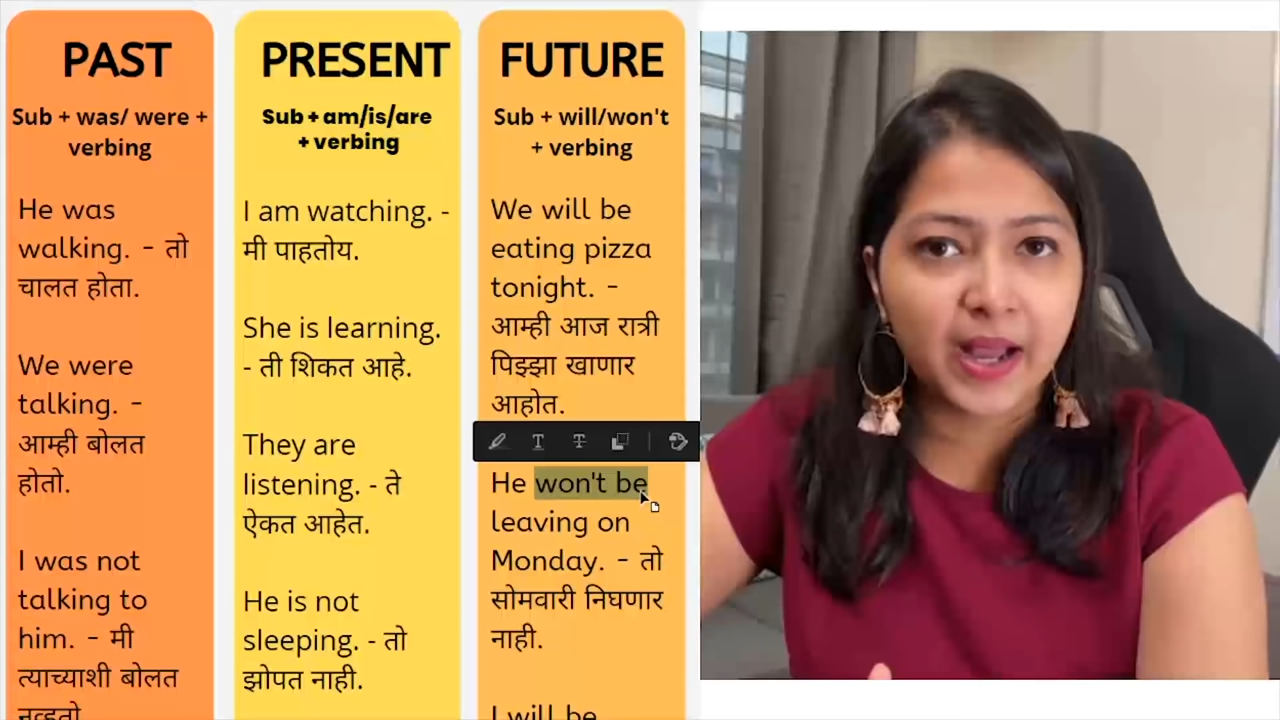 PAST
Sub + was/ were +
verbing
He was
walking. - तो
चालत होता.
We were
talking. -
आम्ही बोलत
होतो.
I was not
talking to
him. - मी
त्याच्याशी बोलत
नव्हतो
PRESENT
Sub + am/is/are
+ verbing
I am watching. -
मी पाहतोय.
She is learning.
- ती शिकत आहे.
They are
listening. - ते
ऐकत आहेत.
He is not
sleeping. - तो
झोपत नाही.
FUTURE
Sub + will/won't
+ verbing
We will be
eating pizza
tonight. -
आम्ही आज रात्री
पिझ्झा खाणार
आहोत.
He won't be
leaving on
Monday. - तो
सोमवारी निघणार
नाही.
I will be